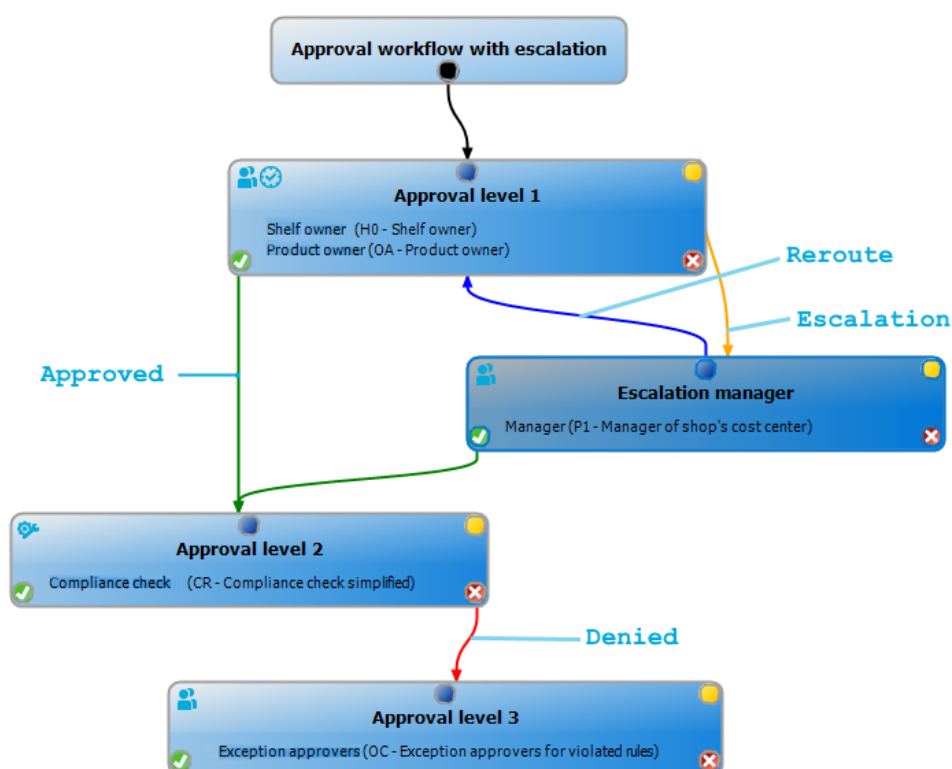 Approval workflow with escalation
Approval level 1
Shelf owner (H0 - Shelf owner)
Product owner (OA - Product owner)
Reroute
Escalation
Approved
Escalation manager
Manager (P1 - Manager of shop's cost center)
Approval level 2
Compliance check (CR - Compliance check simplified)
Denied
Approval level 3
Exception approvers (OC - Exception approvers for violated rules)